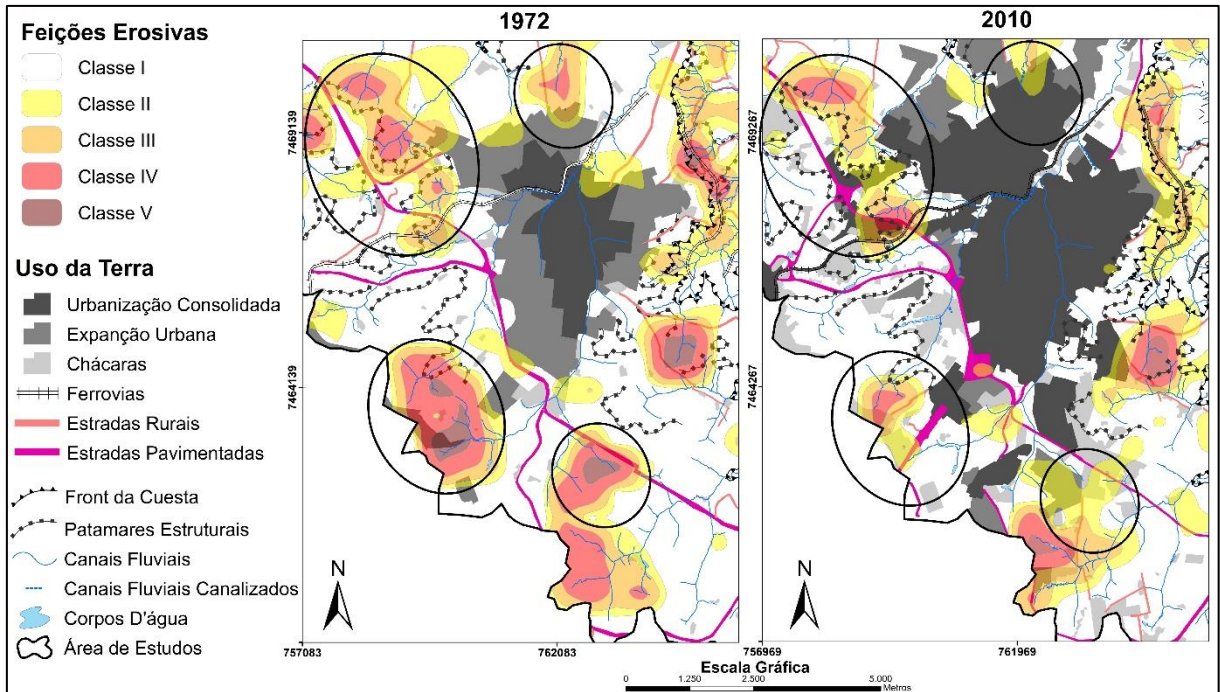 Feições Erosivas
Classe I
Classe II
Classe III
Classe IV
Classe V
Uso da Terra
Urbanização Consolidada
Expanção Urbana
Chácaras
Ferrovias
Estradas Rurais
Estradas Pavimentadas
Front da Cuesta
Patamares Estruturais
Canais Fluviais
Canais Fluviais Canalizados
Corpos D'água
Área de Estudos
1972
7469139
7464139
N
757083
762083
2010
7469267
7464267
N
756969
761969
Escala Gráfica
0 1.250 2.500 5.000
Metros